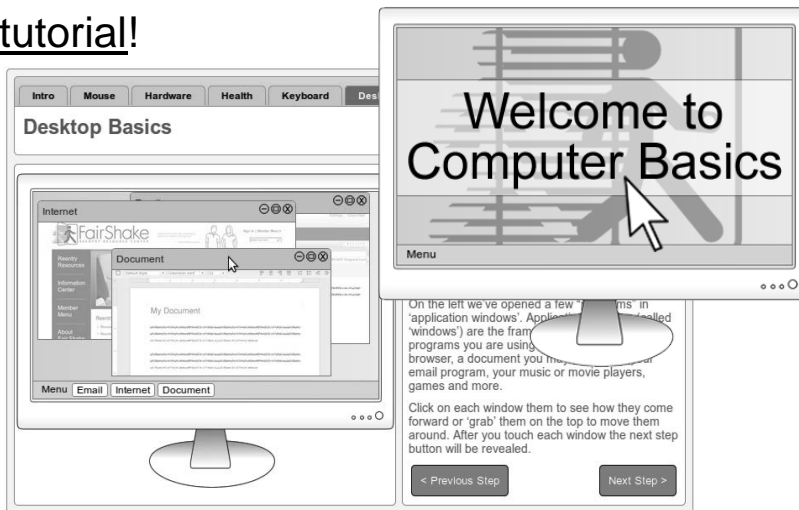 tutorial!
Intro Mouse Hardware Health Keyboard
Desktop Basics
Internet
FairShake
Reentry
Resources
Information
Center
Member
Menu
About
Document
My Document
Menu Email Internet Document
Welcome to
Computer Basics
Menu
On the left we've opened a few in
'application windows'.
'windows') are the
programs you are using
browser, a document you
email program, your music or movie players,
games and more.
Click on each window them to see how they come
forward or 'grab' them on the top to move them
around. After you touch each window the next step
button will be revealed.
< Previous Step Next Step >